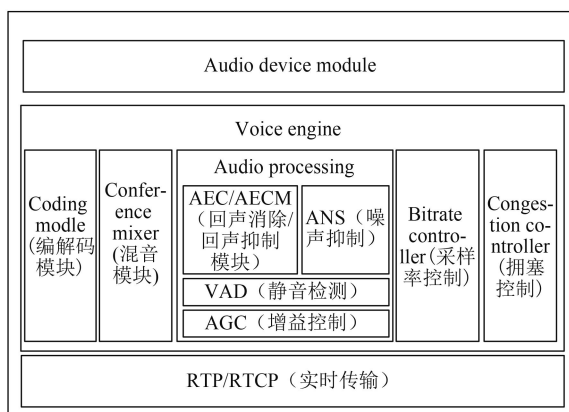 Audio device module
Voice engine
Coding
modle
(编解码
模块)
Confer-
ence
mixer
(混音
模块)
Audio processing
AEC/AECM
（回声消除/
回声抑制
模块）
ANS（噪
声抑制）
VAD（静音检测）
AGC（增益控制）
Bitrate
contro-
ller(采样
率控制)
Conges-
tion co-
ntroller
(拥塞
控制)
RTP/RTCP（实时传输）